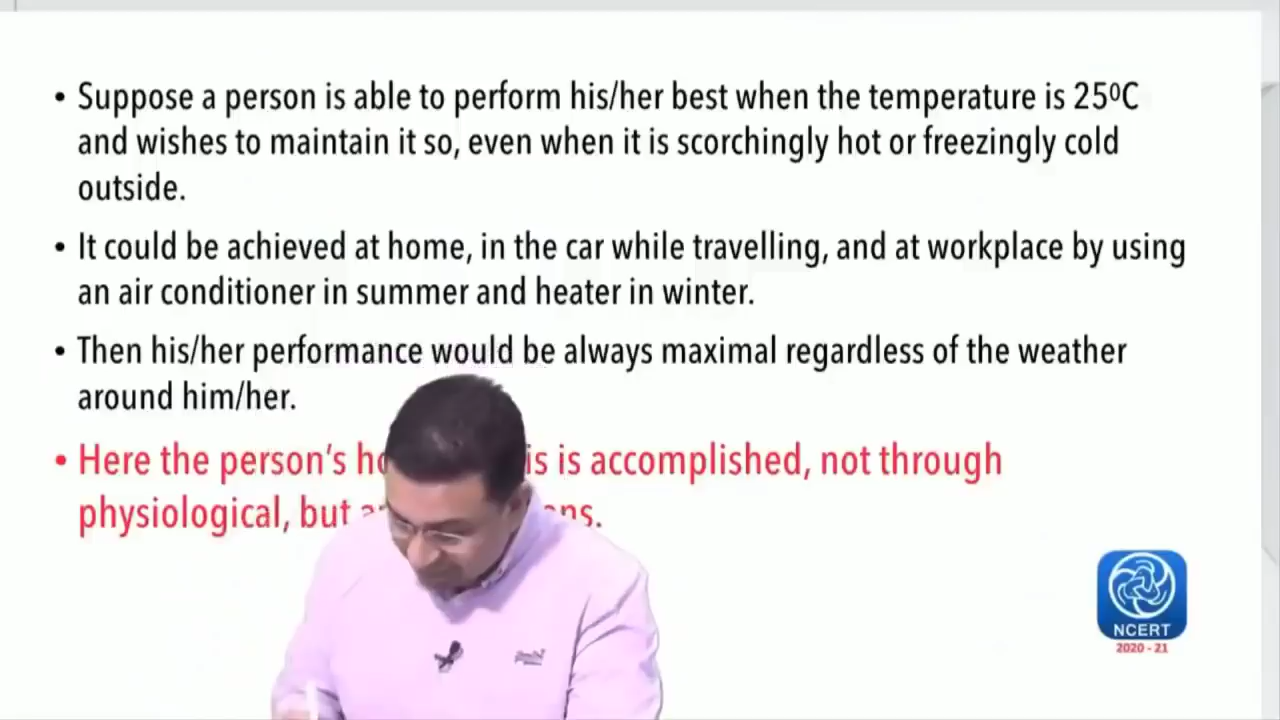 • Suppose a person is able to perform his/her best when the temperature is 25⁰C
and wishes to maintain it so, even when it is scorchingly hot or freezingly cold
outside.
• It could be achieved at home, in the car while travelling, and at workplace by using
an air conditioner in summer and heater in winter.
• Then his/her performance would be always maximal regardless of the weather
around him/her.
• Here the person's is accomplished, not through
physiological, but
NCERT
2020 - 21